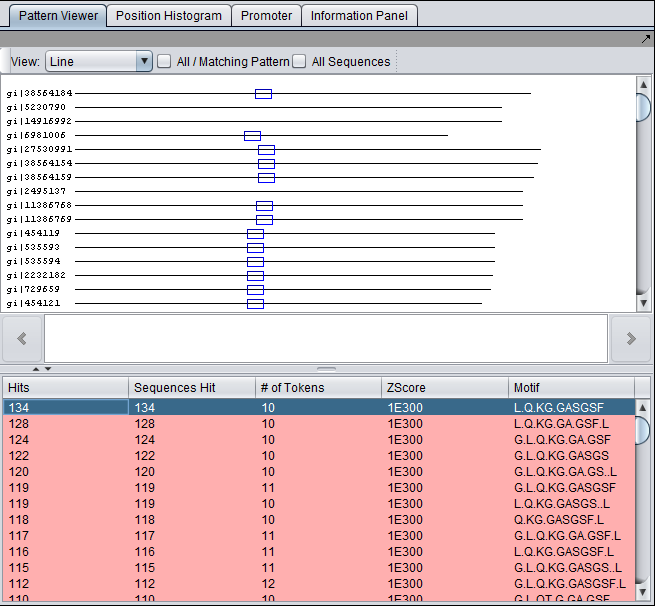 Pattern Viewer Position Histogram Promoter Information Panel
View: Line All / Matching Pattern All Sequences
gi|38564184
gi|5230790
gi|14916992
gi|6981006
gi|27530991
gi|38564154
gi|38564159
gi|2495137
gi|11386768
gi|11386769
gi|454119
gi|535593
gi|535594
gi|2232182
gi|729659
gi|454121
Hits Sequences Hit # of Tokens ZScore Motif
134 134 10 1E300 L.Q.KG.GASGSF
128 128 10 1E300 L.Q.KG.GA.GSF.L
124 124 10 1E300 G.L.Q.KG.GA.GSF
122 122 10 1E300 G.L.Q.KG.GASGS
120 120 10 1E300 G.L.Q.KG.GA.GS..L
119 119 11 1E300 G.L.Q.KG.GASGSF
119 119 10 1E300 L.Q.KG.GASGS..L
118 118 10 1E300 Q.KG.GASGSF.L
117 117 11 1E300 G.L.Q.KG.GA.GSF.L
116 116 11 1E300 L.Q.KG.GASGSF.L
115 115 11 1E300 G.L.Q.KG.GASGS..L
112 112 12 1E300 G.L.Q.KG.GASGSF.L
110 110 10 1E300 G.L.QT.G.GA.GSF